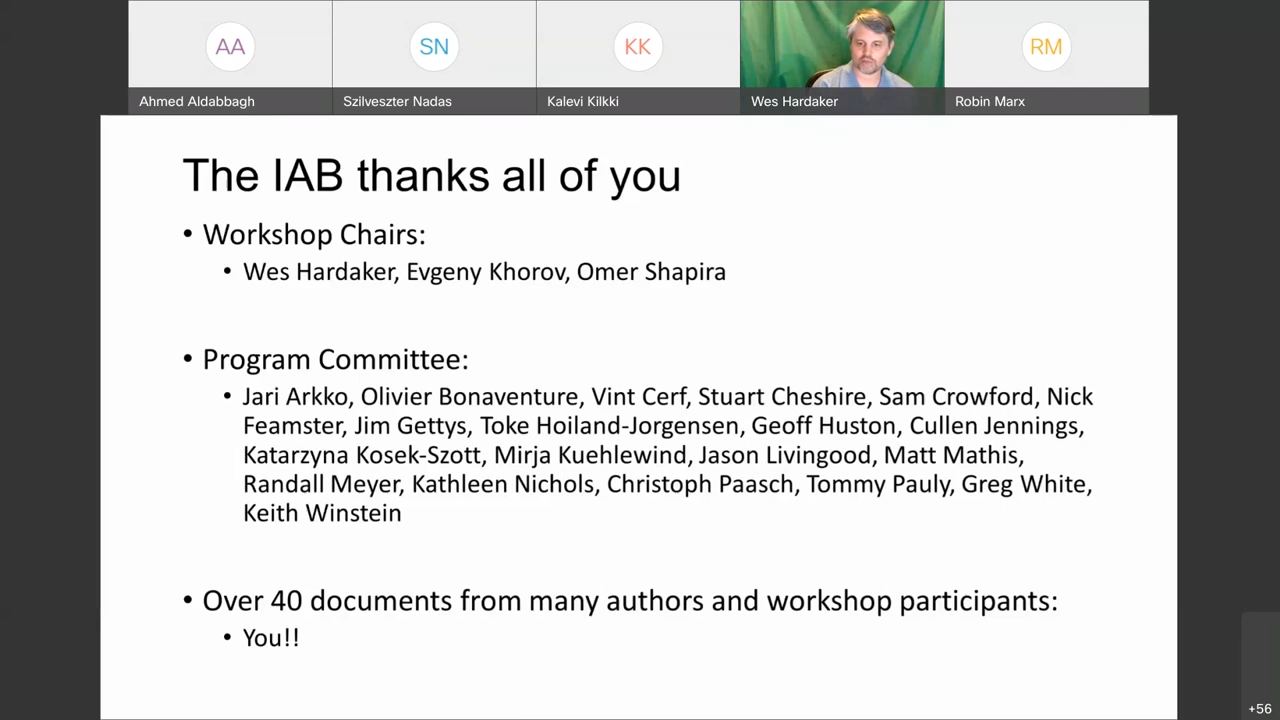 AA
SN
KK
RM
Ahmed Aldabbagh
Szilveszter Nadas
Kalevi Kilkki
Wes Hardaker
Robin Marx
The IAB thanks all of you
• Workshop Chairs:
• Wes Hardaker, Evgeny Khorov, Omer Shapira
• Program Committee:
• Jari Arkko, Olivier Bonaventure, Vint Cerf, Stuart Cheshire, Sam Crowford, Nick
Feamster, Jim Gettys, Toke Hoiland-Jorgensen, Geoff Huston, Cullen Jennings,
Katarzyna Kosek-Szott, Mirja Kuehlewind, Jason Livingood, Matt Mathis,
Randall Meyer, Kathleen Nichols, Christoph Paasch, Tommy Pauly, Greg White,
Keith Winstein
• Over 40 documents from many authors and workshop participants:
• You!!
+56